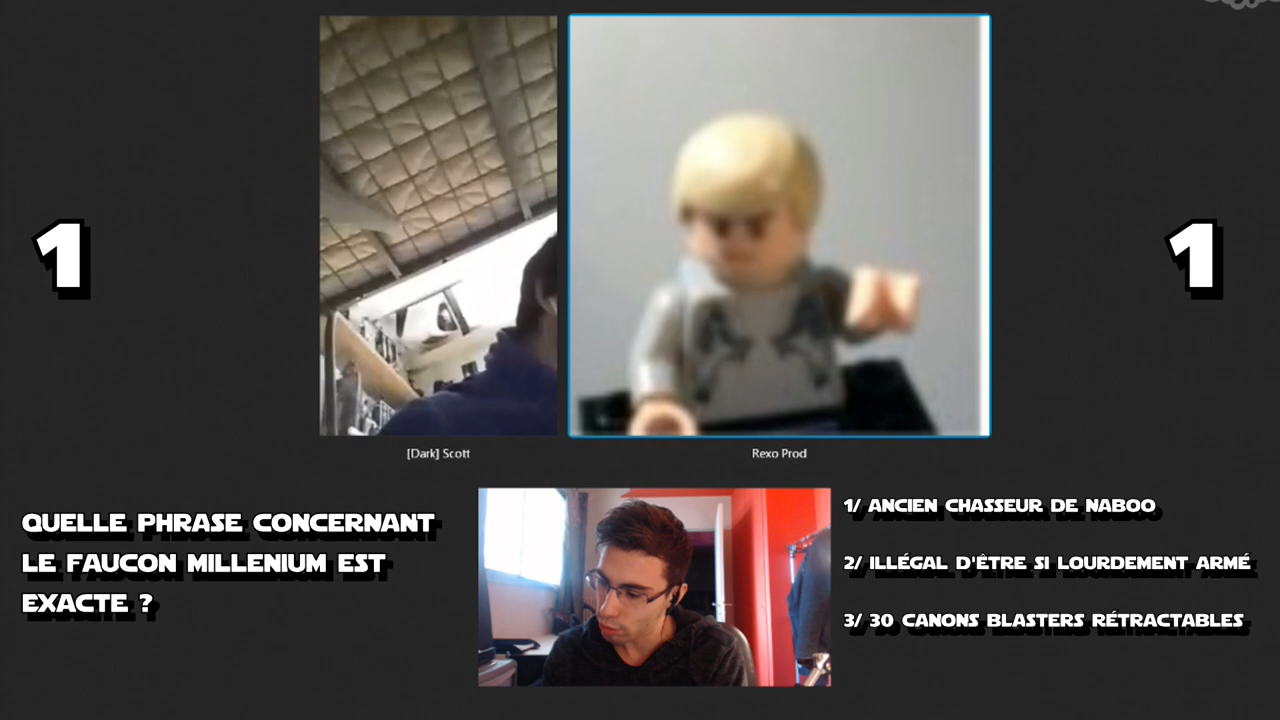 1
1
[Dark] Scott
Rexo Prod
QUELLE PHRASE CONCERNANT
LE FAUCON MILLENIUM EST
EXACTE ?
1/ ANCIEN CHASSEUR DE NABOO
2/ ILLÉGAL D'ÊTRE SI LOURDEMENT ARMÉ
3/ 30 CANONS BLASTERS RÉTRACTABLES